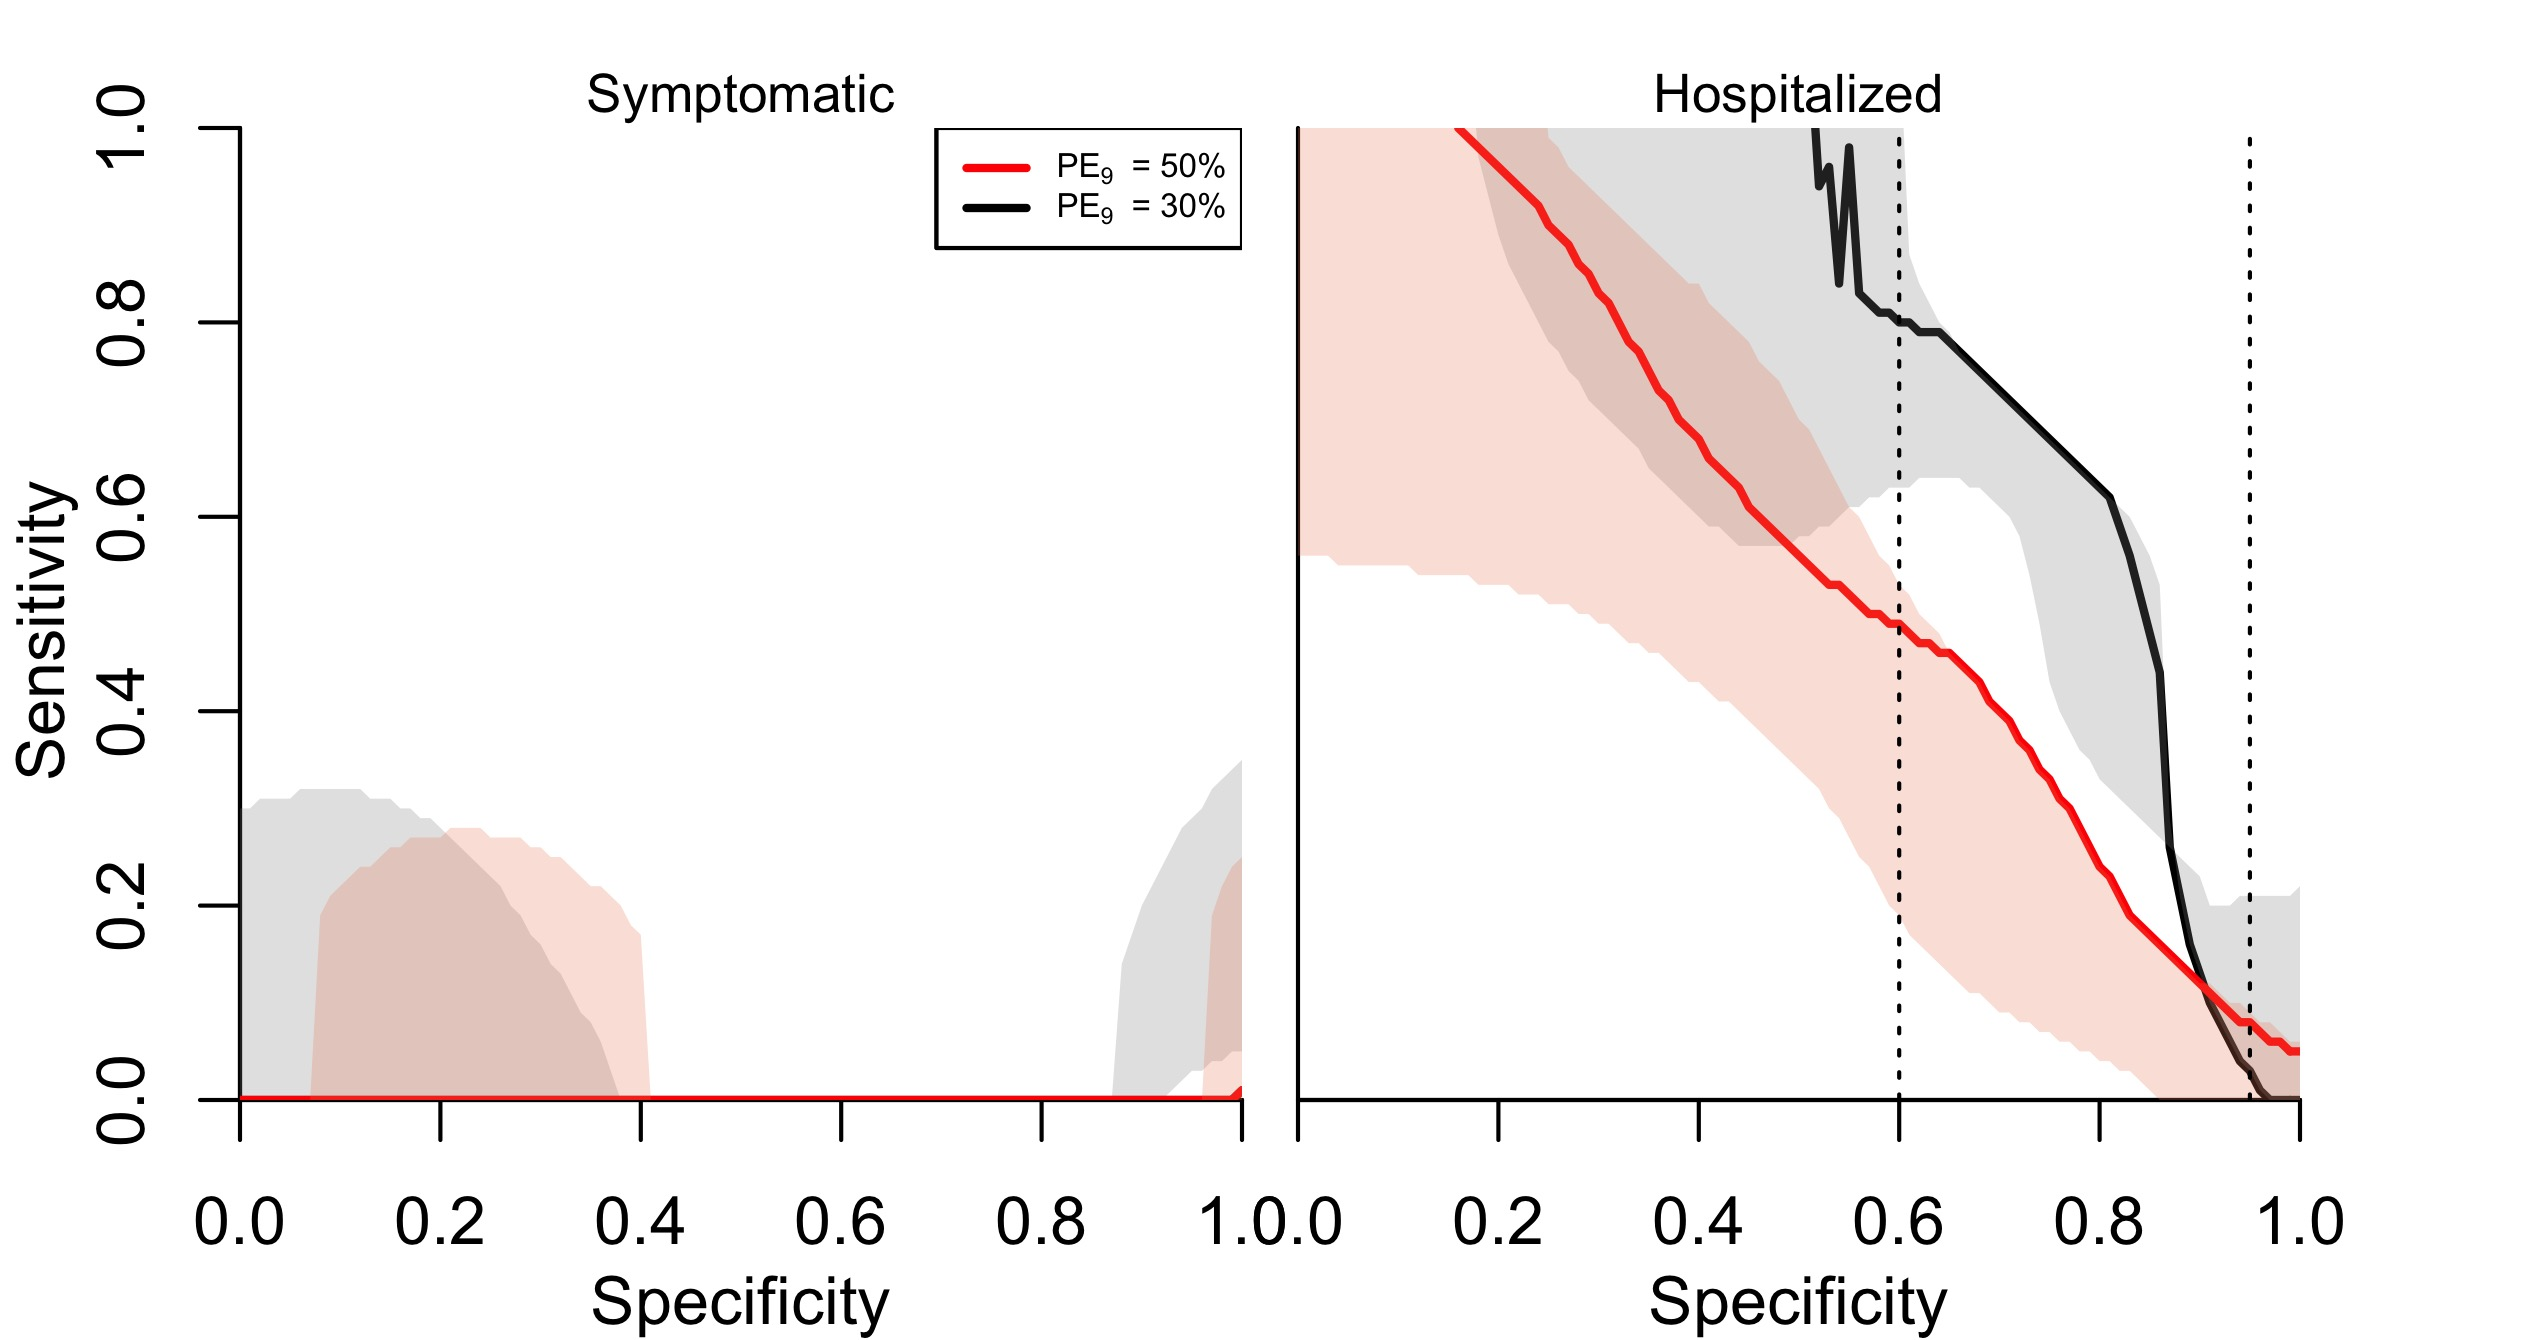 Symptomatic
Hospitalized
PE9 = 50%
PE9 = 30%
Sensitivity
1.0
0.8
0.6
0.4
0.2
0.0
0.0 0.2 0.4 0.6 0.8 1.0
0.0 0.2 0.4 0.6 0.8 1.0
Specificity
Specificity